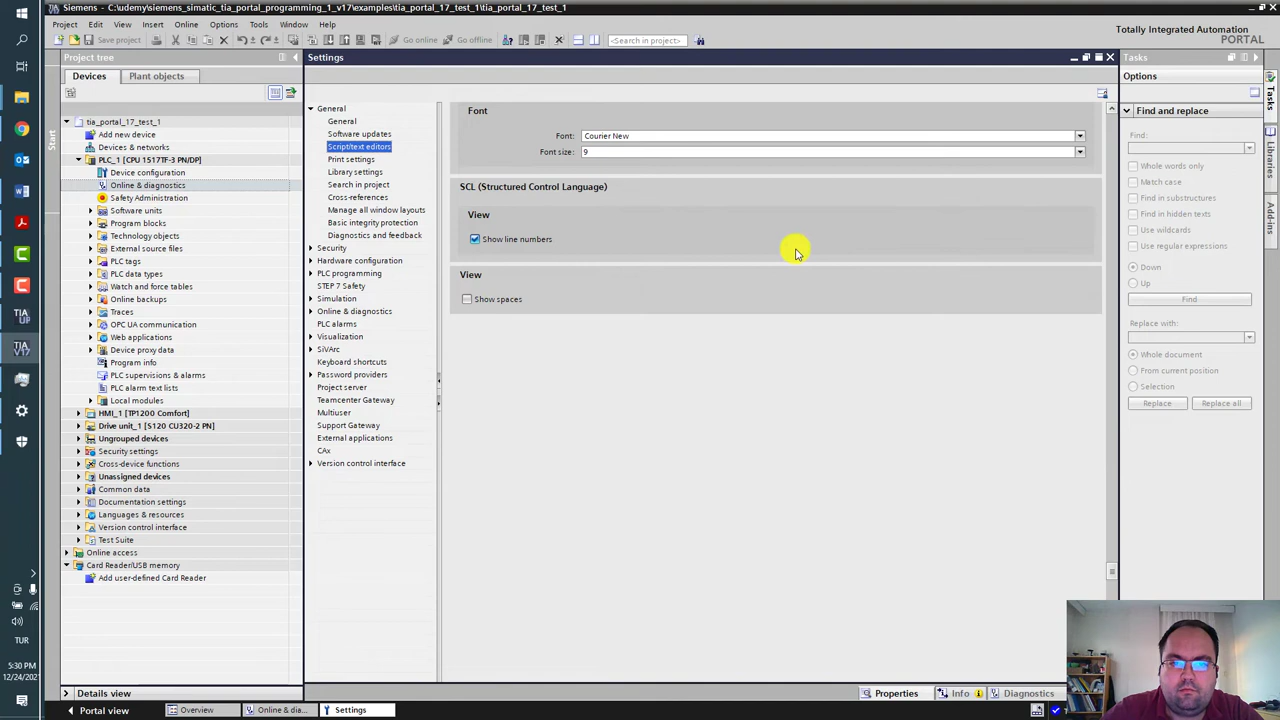 Siemens - C:\udemy\siemens_simatic_tia_portal_programming_1_v17\examples\tia_portal_17_test_1\tia_portal_17_test_1
Project Edit View Insert Online Options Tools Window Help
Totally Integrated Automation
PORTAL
Save project
Go online
Go offline
<Search in project>
Project tree
Devices
Plant objects
Start
tia_portal_17_test_1
Add new device
Devices & networks
PLC_1 [CPU 1517TF-3 PN/DP]
Device configuration
Online & diagnostics
Safety Administration
Software units
Program blocks
Technology objects
External source files
PLC tags
PLC data types
Watch and force tables
Online backups
Traces
OPC UA communication
Web applications
Device proxy data
Program info
PLC supervisions & alarms
PLC alarm text lists
Local modules
HMI_1 [TP1200 Comfort]
Drive unit_1 [S120 CU320-2 PN]
Ungrouped devices
Security settings
Cross-device functions
Unassigned devices
Common data
Documentation settings
Languages & resources
Version control interface
Test Suite
Online access
Card Reader/USB memory
Add user-defined Card Reader
Details view
Settings
General
General
Software updates
Script/text editors
Print settings
Library settings
Search in project
Cross-references
Manage all window layouts
Basic integrity protection
Diagnostics and feedback
Security
Hardware configuration
PLC programming
STEP 7 Safety
Simulation
Online & diagnostics
PLC alarms
Visualization
SiVArc
Keyboard shortcuts
Password providers
Project server
Teamcenter Gateway
Multiuser
Support Gateway
External applications
CAx
Version control interface
Font
Font: Courier New
Font size: 9
SCL (Structured Control Language)
View
Show line numbers
View
Show spaces
Properties
Info
Diagnostics
Tasks
Options
Find and replace
Find:
Whole words only
Match case
Find in substructures
Find in hidden texts
Use wildcards
Use regular expressions
Down
Up
Find
Replace with:
Whole document
From current position
Selection
Replace
Replace all
Tasks
Libraries
Add-ins
Portal view
Overview
Online & dia...
Settings
TIA
UP
TIA
V17
TUR
5:30 PM
12/24/2021